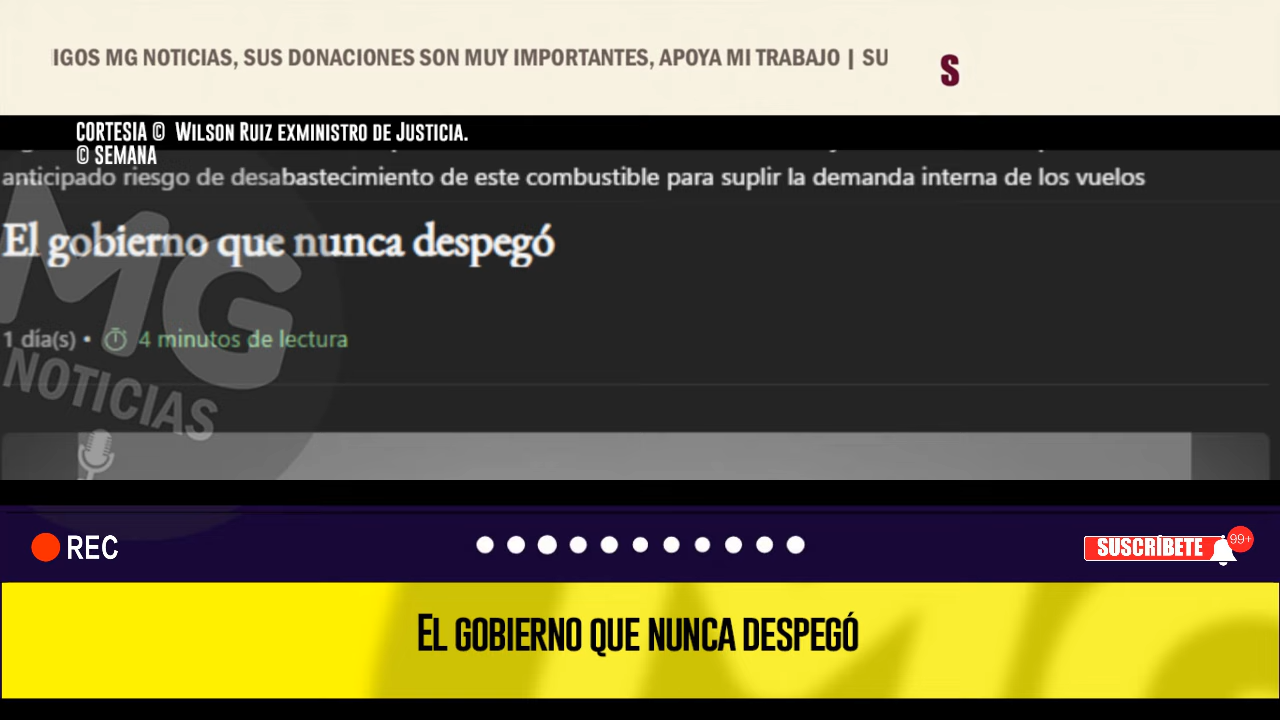 IGOS MG NOTICIAS, SUS DONACIONES SON MUY IMPORTANTES, APOYA MI TRABAJO | SU
S
CORTESIA © WILSON RUIZ EXMINISTRO DE JUSTICIA.
© SEMANA
anticipado riesgo de desabastecimiento de este combustible para suplir la demanda interna de los vuelos
El gobierno que nunca despegó
1 día(s) • 4 minutos de lectura
MG
NOTICIAS
REC
SUSCRÍBETE
99+
EL GOBIERNO QUE NUNCA DESPEGÓ